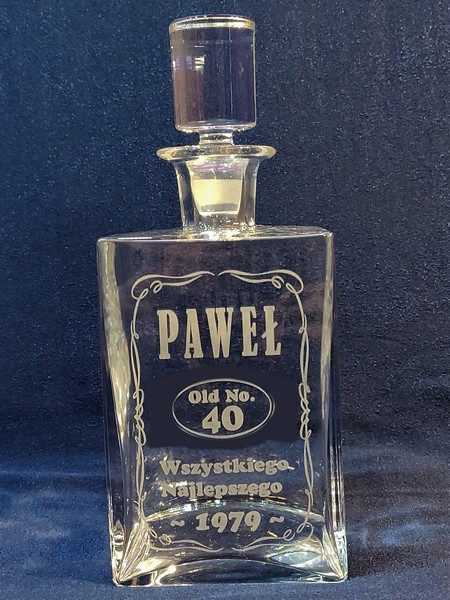 PAWEŁ
Old No.
40
Wszystkiego
Najlepszego
~ 1979 ~